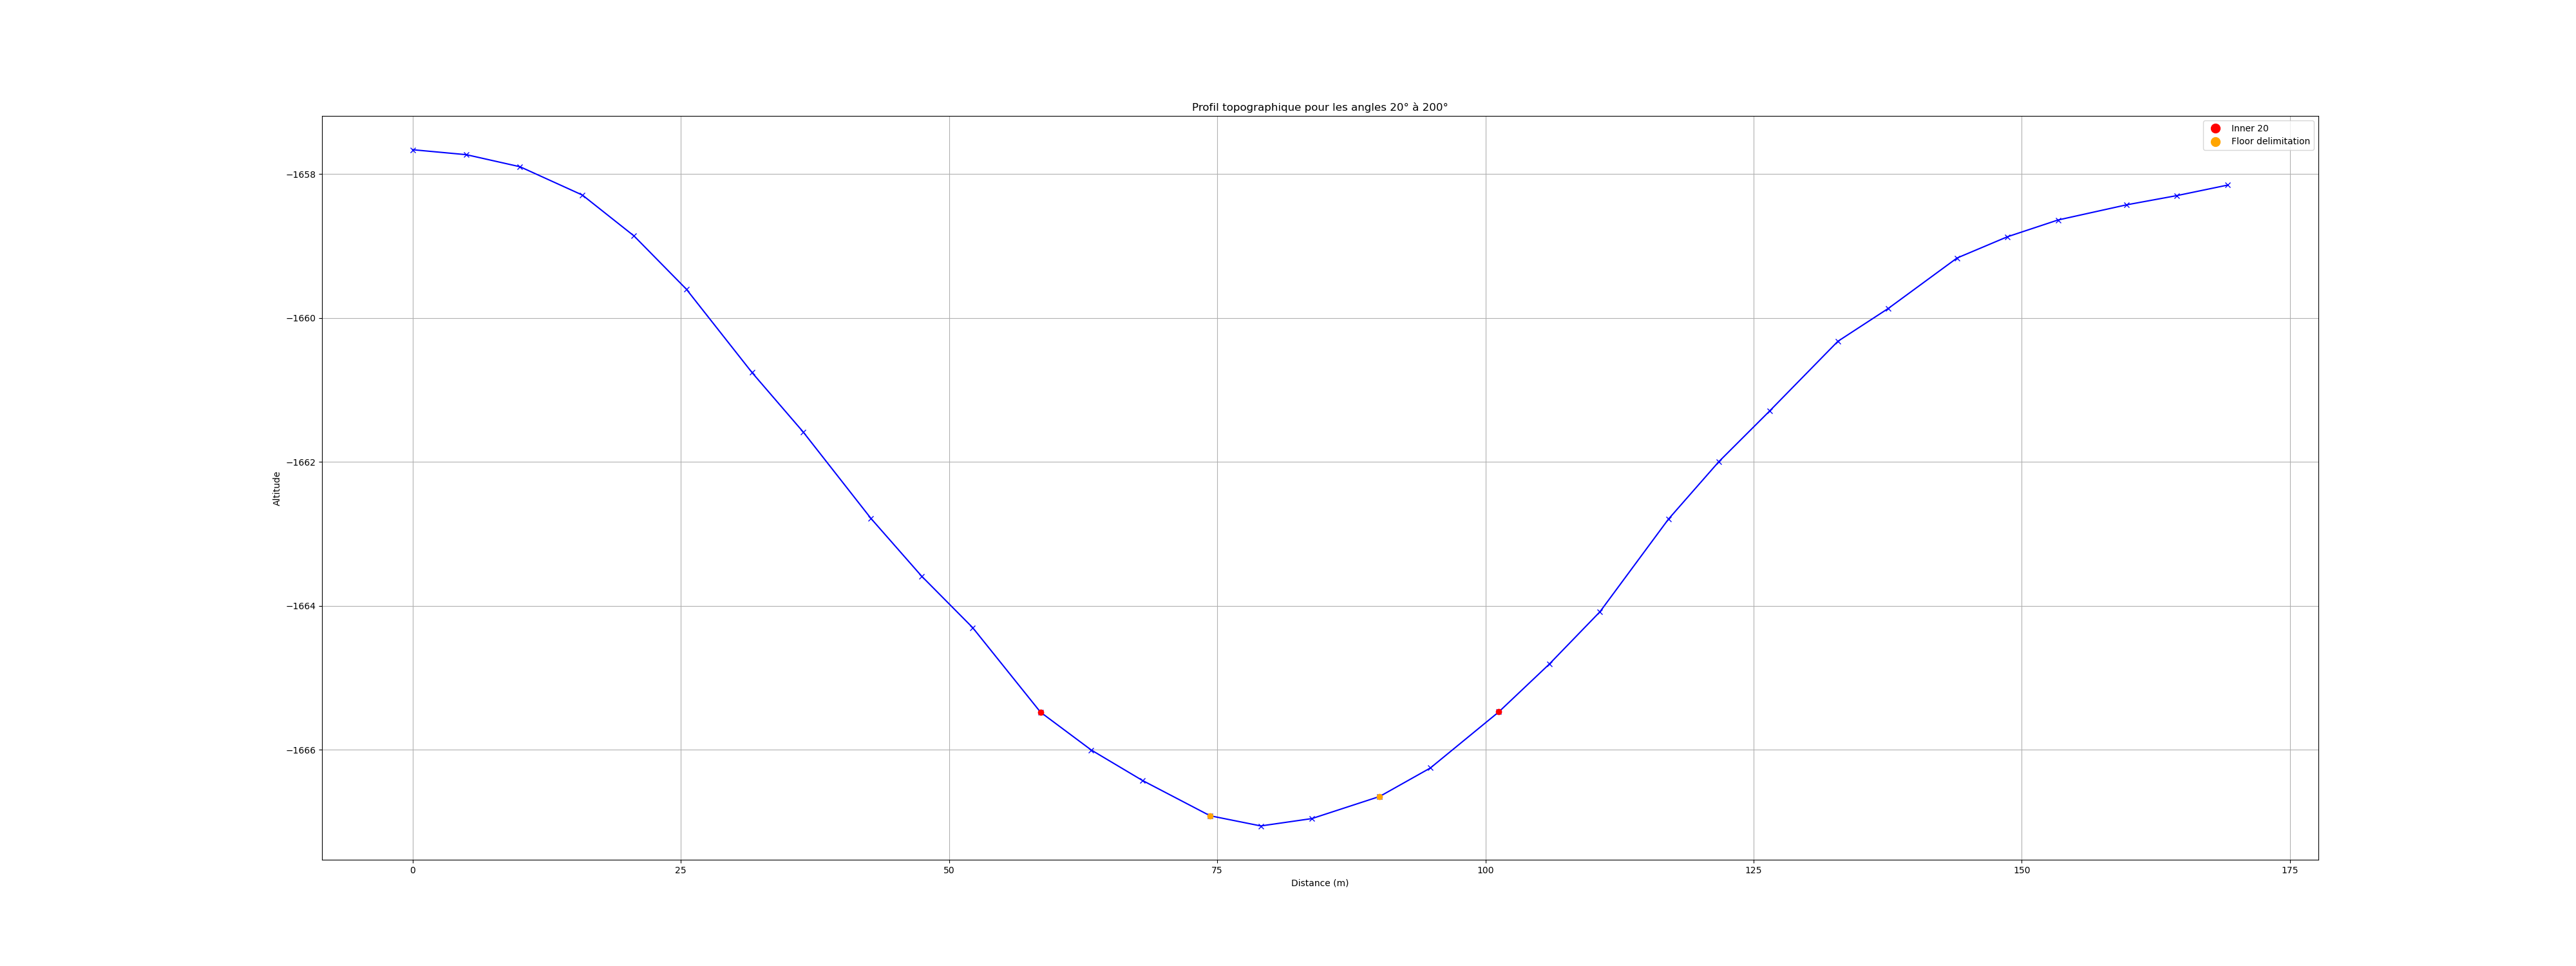 Profil topographique pour les angles 20° à 200°
Inner 20
Floor delimitation
−1658
−1660
−1662
−1664
−1666
Altitude
0 25 50 75 100 125 150 175
Distance (m)